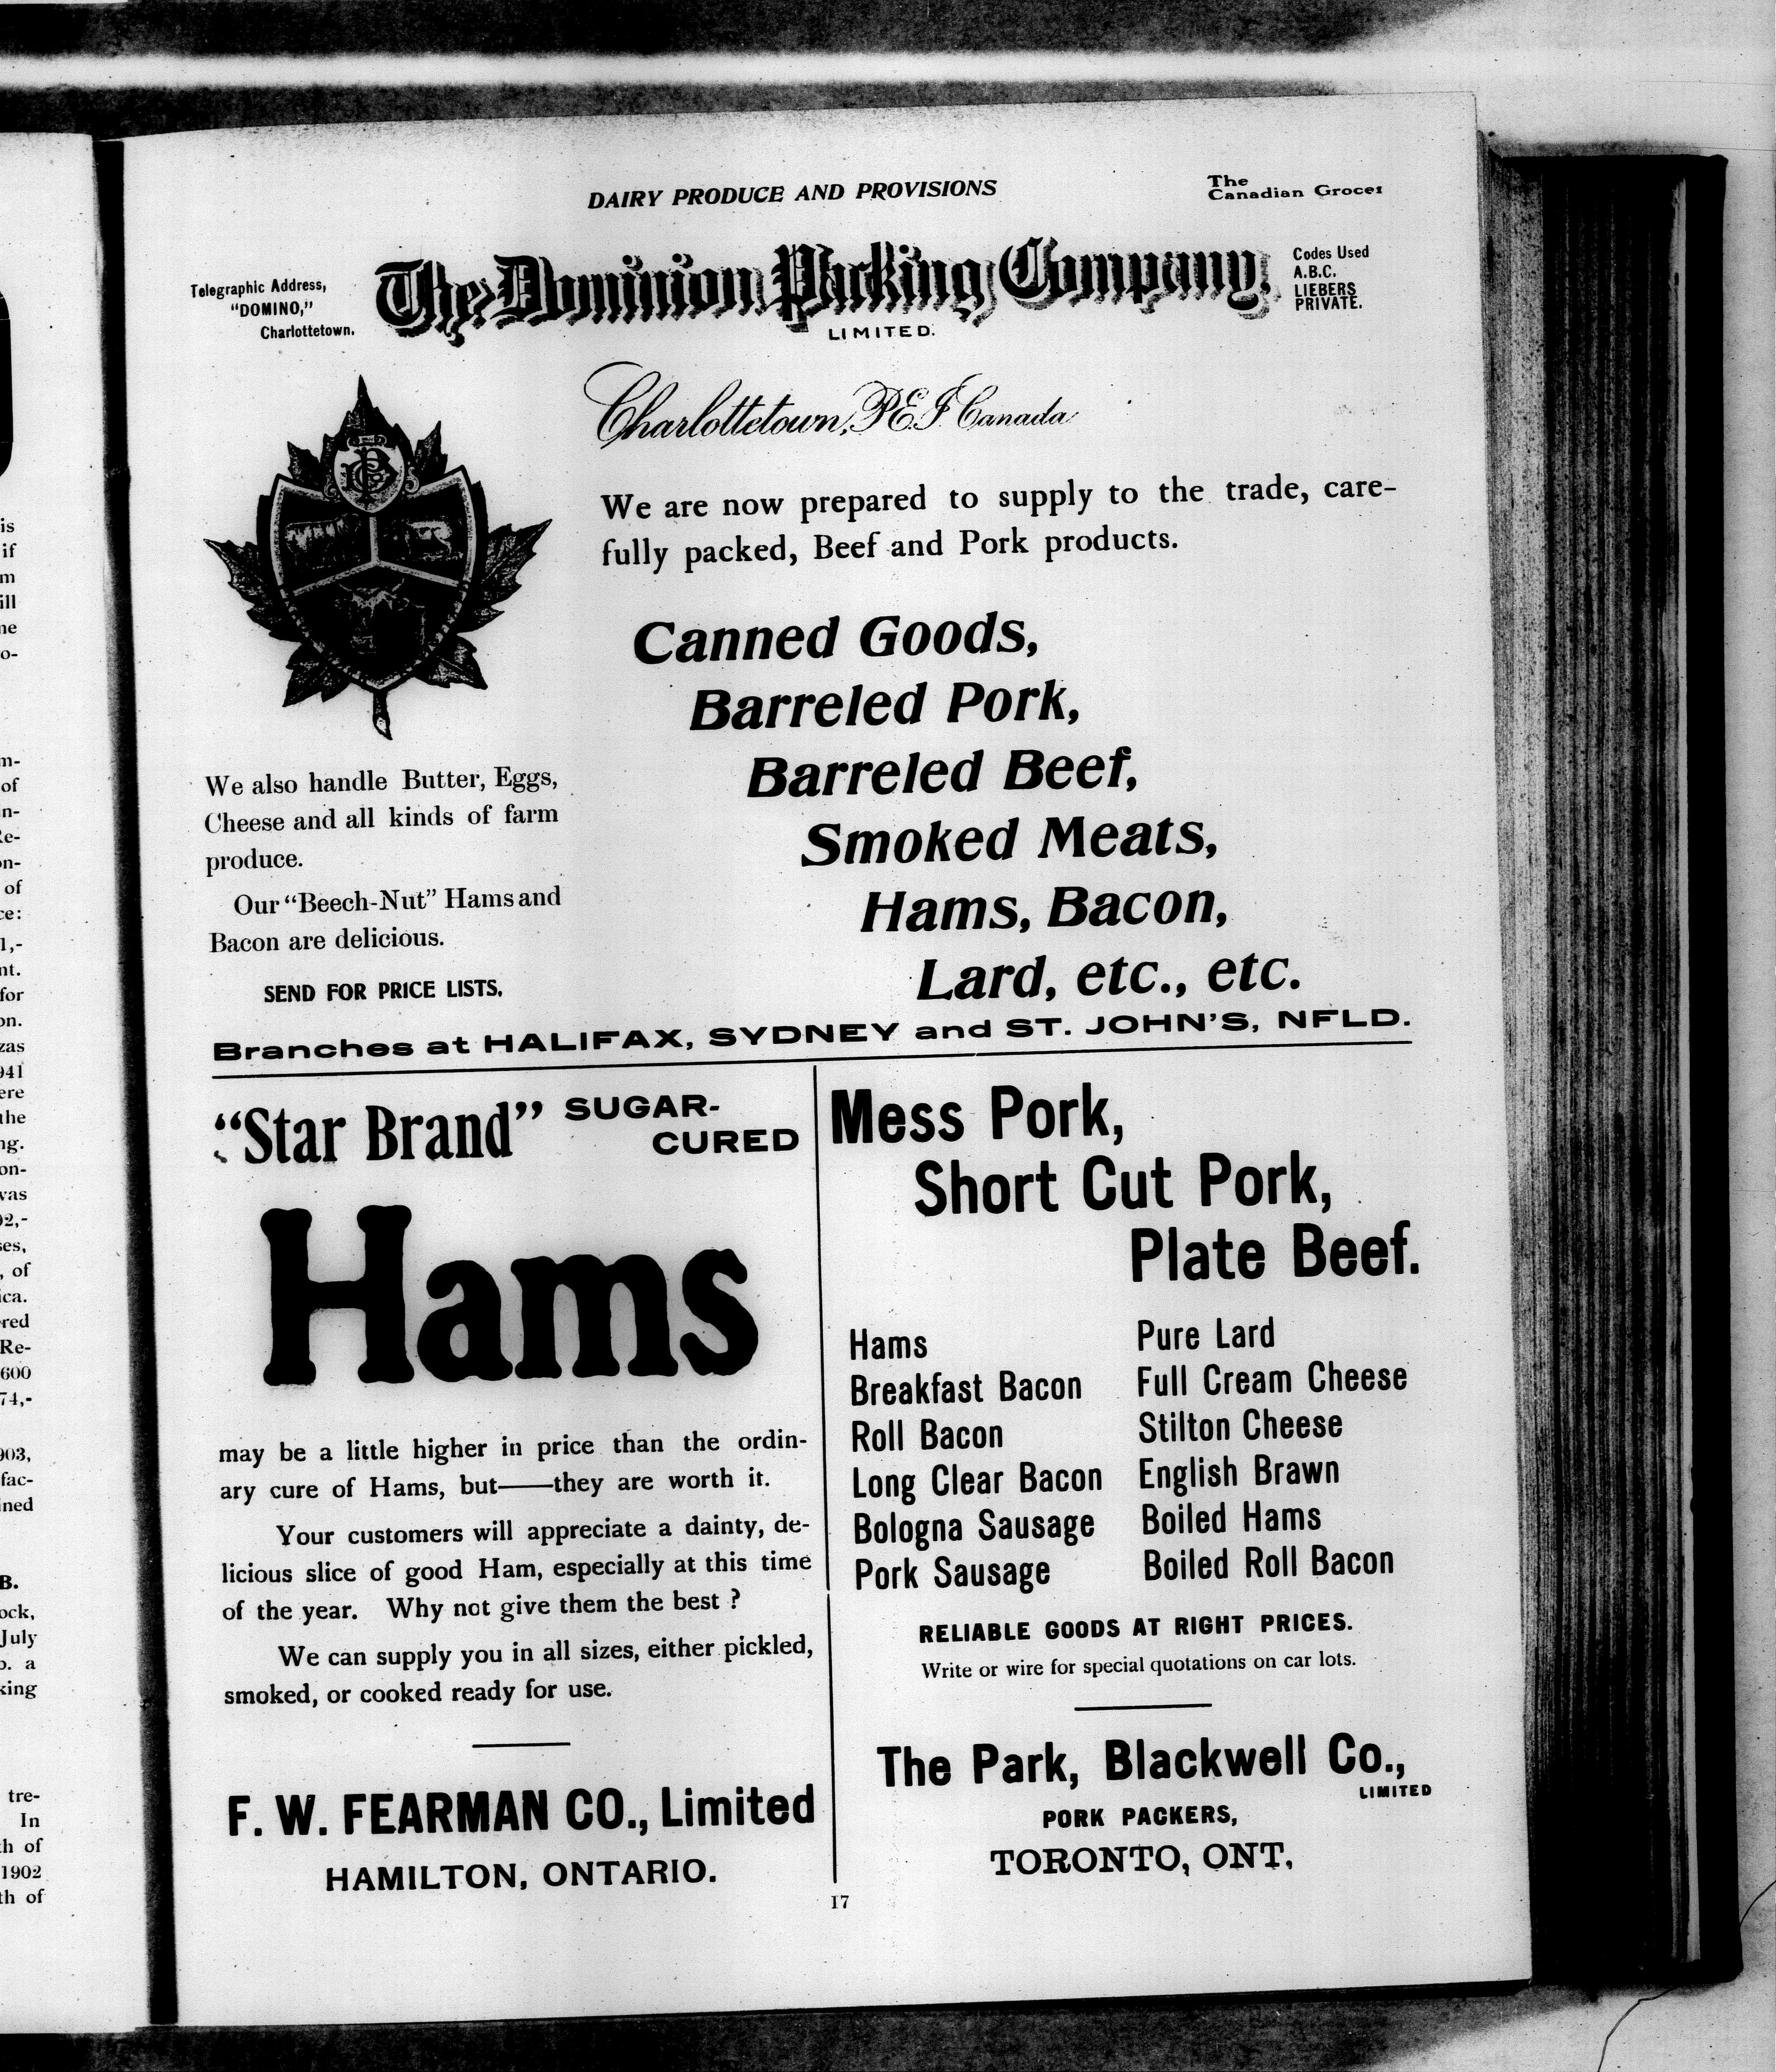 DAIRY PRODUCE AND PROVISIONS
The
Canadian Grocer
Telegraphic Address,
"DOMINO,"
Charlottetown.
The Dominion Packing Company,
LIMITED.
Codes Used
A.B.C.
LIEBERS
PRIVATE.
Charlottetown, P.E.I. Canada
We are now prepared to supply to the trade, care-
fully packed, Beef and Pork products.
Canned Goods,
Barreled Pork,
Barreled Beef,
Smoked Meats,
Hams, Bacon,
Lard, etc., etc.
We also handle Butter, Eggs,
Cheese and all kinds of farm
produce.
Our "Beech-Nut" Hams and
Bacon are delicious.
SEND FOR PRICE LISTS.
Branches at HALIFAX, SYDNEY and ST. JOHN'S, NFLD.
"Star Brand" SUGAR-
CURED
Hams
may be a little higher in price than the ordin-
ary cure of Hams, but——they are worth it.
Your customers will appreciate a dainty, de-
licious slice of good Ham, especially at this time
of the year. Why not give them the best ?
We can supply you in all sizes, either pickled,
smoked, or cooked ready for use.
F. W. FEARMAN CO., Limited
HAMILTON, ONTARIO.
Mess Pork,
Short Cut Pork,
Plate Beef.
Hams
Breakfast Bacon
Roll Bacon
Long Clear Bacon
Bologna Sausage
Pork Sausage
Pure Lard
Full Cream Cheese
Stilton Cheese
English Brawn
Boiled Hams
Boiled Roll Bacon
RELIABLE GOODS AT RIGHT PRICES.
Write or wire for special quotations on car lots.
The Park, Blackwell Co.,
LIMITED
PORK PACKERS,
TORONTO, ONT.
17